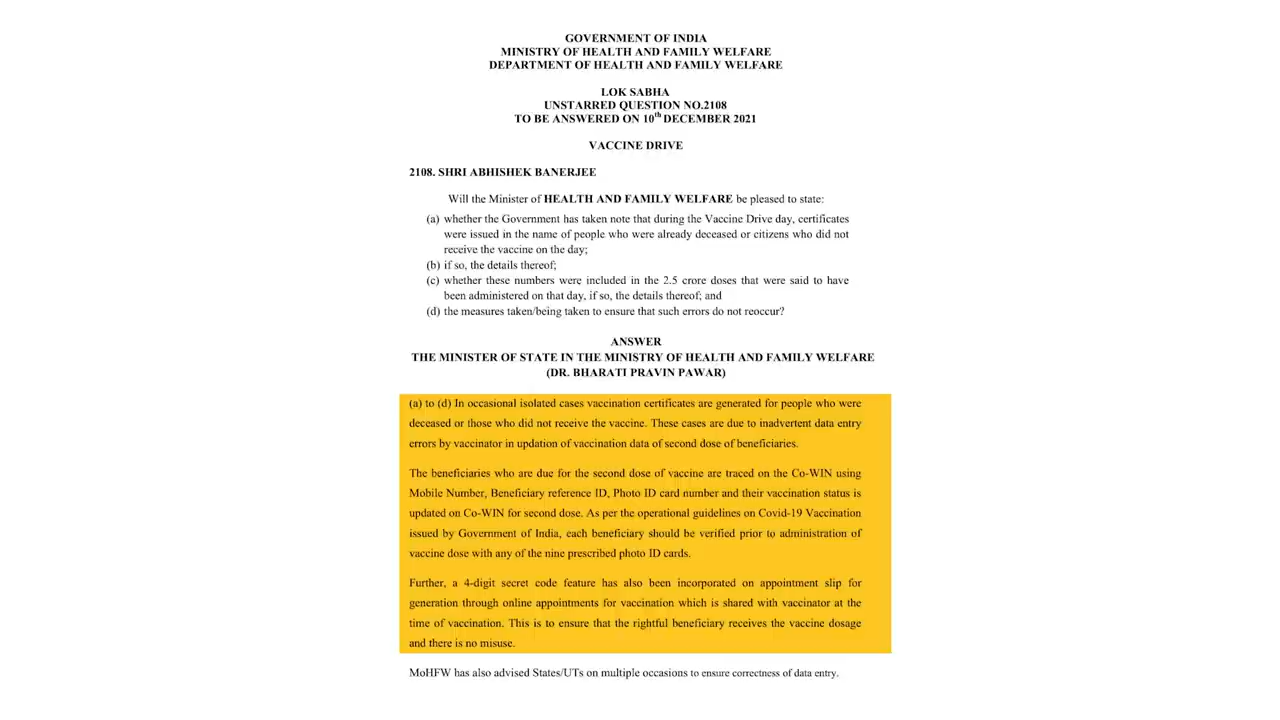 GOVERNMENT OF INDIA
MINISTRY OF HEALTH AND FAMILY WELFARE
DEPARTMENT OF HEALTH AND FAMILY WELFARE
LOK SABHA
UNSTARRED QUESTION NO.2108
TO BE ANSWERED ON 10th DECEMBER 2021
VACCINE DRIVE
2108. SHRI ABHISHEK BANERJEE
Will the Minister of HEALTH AND FAMILY WELFARE be pleased to state:
(a) whether the Government has taken note that during the Vaccine Drive day, certificates
were issued in the name of people who were already deceased or citizens who did not
receive the vaccine on the day;
(b) if so, the details thereof;
(c) whether these numbers were included in the 2.5 crore doses that were said to have
been administered on that day, if so, the details thereof; and
(d) the measures taken/being taken to ensure that such errors do not reoccur?
ANSWER
THE MINISTER OF STATE IN THE MINISTRY OF HEALTH AND FAMILY WELFARE
(DR. BHARATI PRAVIN PAWAR)
(a) to (d) In occasional isolated cases vaccination certificates are generated for people who were
deceased or those who did not receive the vaccine. These cases are due to inadvertent data entry
errors by vaccinator in updation of vaccination data of second dose of beneficiaries.
The beneficiaries who are due for the second dose of vaccine are traced on the Co-WIN using
Mobile Number, Beneficiary reference ID, Photo ID card number and their vaccination status is
updated on Co-WIN for second dose. As per the operational guidelines on Covid-19 Vaccination
issued by Government of India, each beneficiary should be verified prior to administration of
vaccine dose with any of the nine prescribed photo ID cards.
Further, a 4-digit secret code feature has also been incorporated on appointment slip for
generation through online appointments for vaccination which is shared with vaccinator at the
time of vaccination. This is to ensure that the rightful beneficiary receives the vaccine dosage
and there is no misuse.
MoHFW has also advised States/UTs on multiple occasions to ensure correctness of data entry.